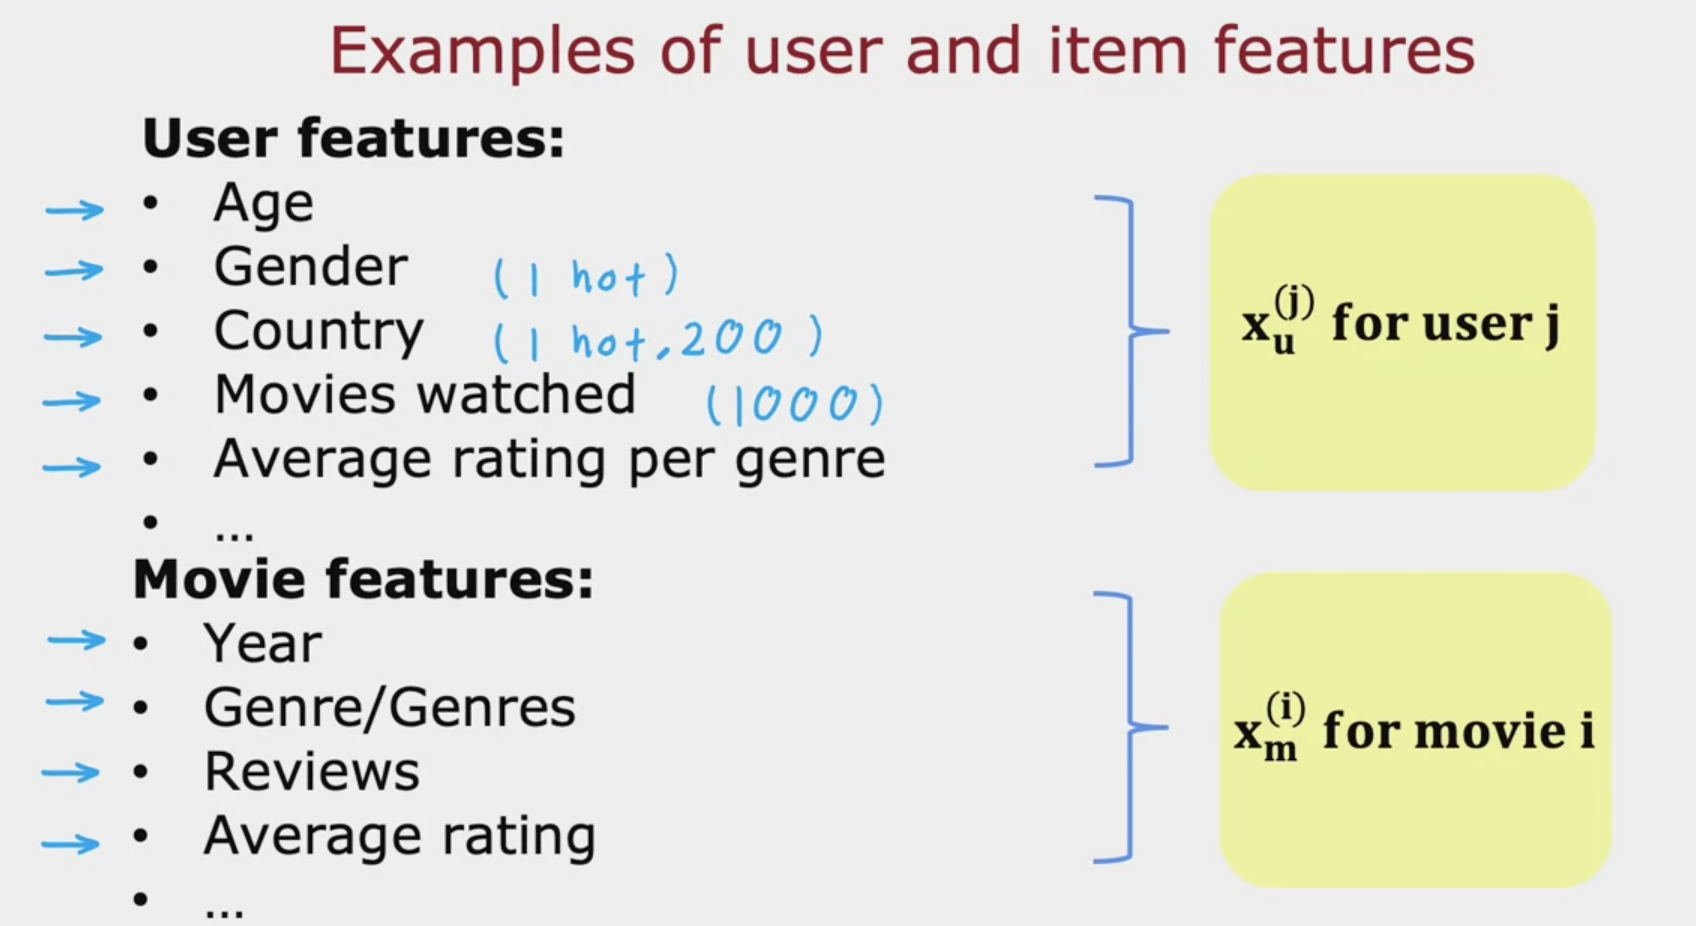 Examples of user and item features
User features:
• Age
• Gender (1 hot)
• Country (1 hot, 200)
• Movies watched (1000)
• Average rating per genre
• ...
x_u^(j) for user j
Movie features:
• Year
• Genre/Genres
• Reviews
• Average rating
• ...
x_m^(i) for movie i